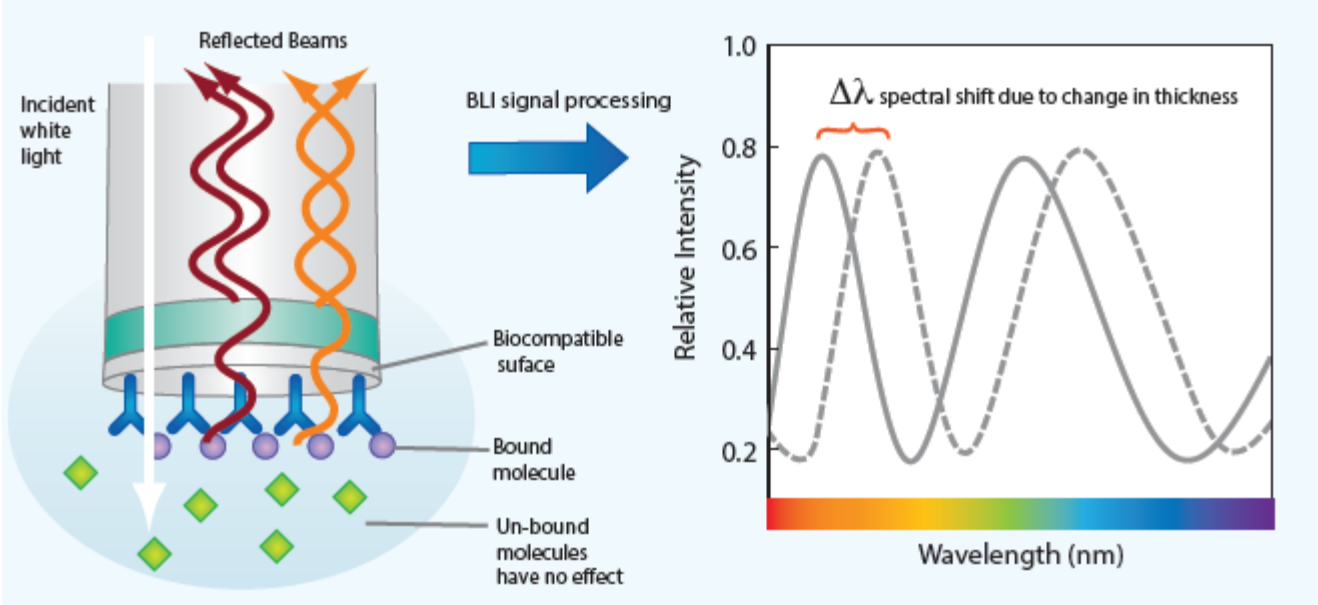 Reflected Beams
Incident
white
light
BLI signal processing
Biocompatible
suface
Bound
molecule
Un-bound
molecules
have no effect
Δλ spectral shift due to change in thickness
Relative Intensity
1.0
0.8
0.6
0.4
0.2
Wavelength (nm)